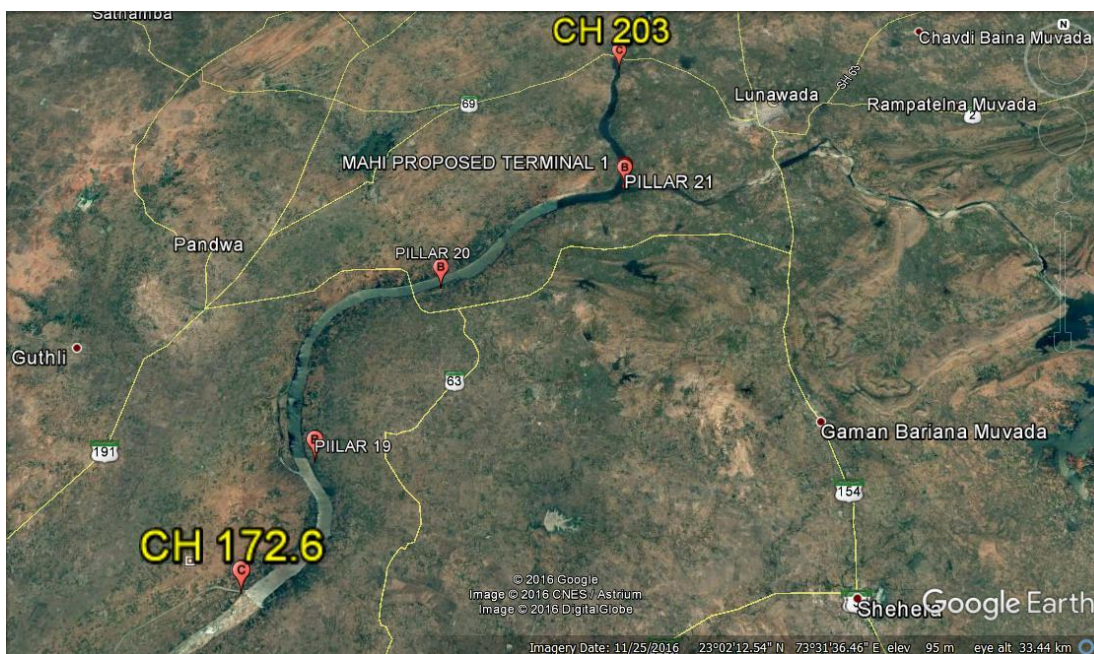 Sathamba
CH 203
C
N
Chavdi Baina Muvada
SH 63
Lunawada
Rampatelna Muvada
69
2
MAHI PROPOSED TERMINAL 1
B
PILLAR 21
Pandwa
PILLAR 20
B
Guthli
63
PIILAR 19
Gaman Bariana Muvada
191
154
CH 172.6
C
© 2016 Google
Image © 2016 CNES / Astrium
Image © 2016 DigitalGlobe
Shehera
Google Earth
Imagery Date: 11/25/2016 23°02'12.54" N 73°31'36.46" E elev 95 m eye alt 33.44 km